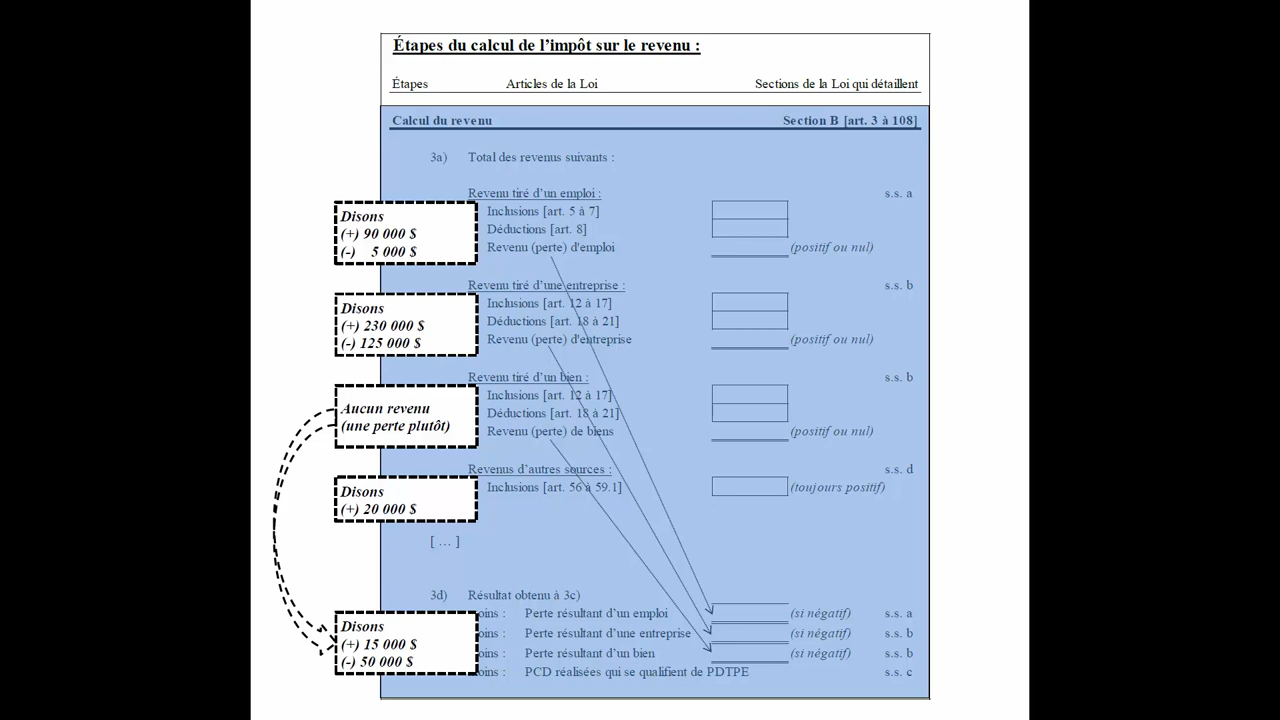 Étapes du calcul de l'impôt sur le revenu :
Étapes Articles de la Loi Sections de la Loi qui détaillent
Calcul du revenu Section B [art. 3 à 108]
3a) Total des revenus suivants :
Revenu tiré d'un emploi : s.s. a
Disons
(+) 90 000 $
(-) 5 000 $
Inclusions [art. 5 à 7]
Déductions [art. 8]
Revenu (perte) d'emploi (positif ou nul)
Revenu tiré d'une entreprise : s.s. b
Disons
(+) 230 000 $
(-) 125 000 $
Inclusions [art. 12 à 17]
Déductions [art. 18 à 21]
Revenu (perte) d'entreprise (positif ou nul)
Revenu tiré d'un bien : s.s. b
Aucun revenu
(une perte plutôt)
Inclusions [art. 12 à 17]
Déductions [art. 18 à 21]
Revenu (perte) de biens (positif ou nul)
Revenus d'autres sources : s.s. d
Disons
(+) 20 000 $
Inclusions [art. 56 à 59.1] (toujours positif)
[ … ]
3d) Résultat obtenu à 3c)
Disons
(+) 15 000 $
(-) 50 000 $
oins : Perte résultant d'un emploi (si négatif) s.s. a
oins : Perte résultant d'une entreprise (si négatif) s.s. b
oins : Perte résultant d'un bien (si négatif) s.s. b
oins : PCD réalisées qui se qualifient de PDTPE s.s. c